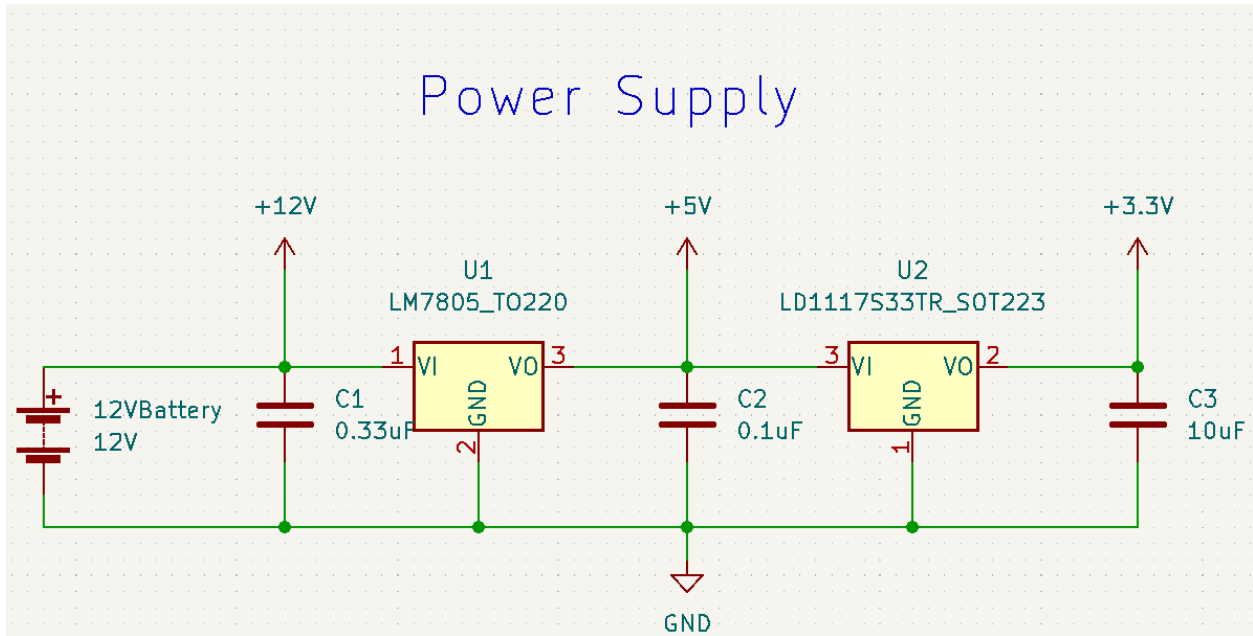 Power Supply
+12V
+5V
+3.3V
U1
LM7805_TO220
U2
LD1117S33TR_SOT223
1
VI
VO
3
GND
2
3
VI
VO
2
GND
1
+
12VBattery
12V
C1
0.33uF
C2
0.1uF
C3
10uF
GND